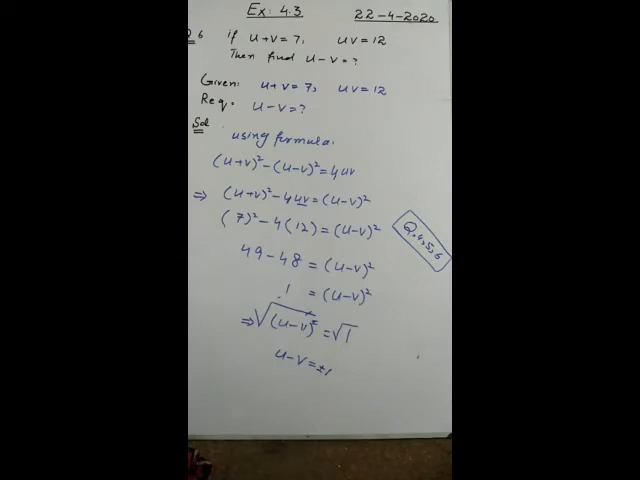 Ex: 4.3 22-4-2020
Q6 if u+v=7, uv=12
Then find u-v=?
Given: u+v=7, uv=12
Req: u-v=?
Sol
using formula.
(u+v)²-(u-v)²=4uv
⇒ (u+v)²-4uv=(u-v)²
(7)²-4(12)=(u-v)²
49-48=(u-v)²
1=(u-v)²
⇒√(u-v)²=√1
u-v=±1
Q.4,5,6